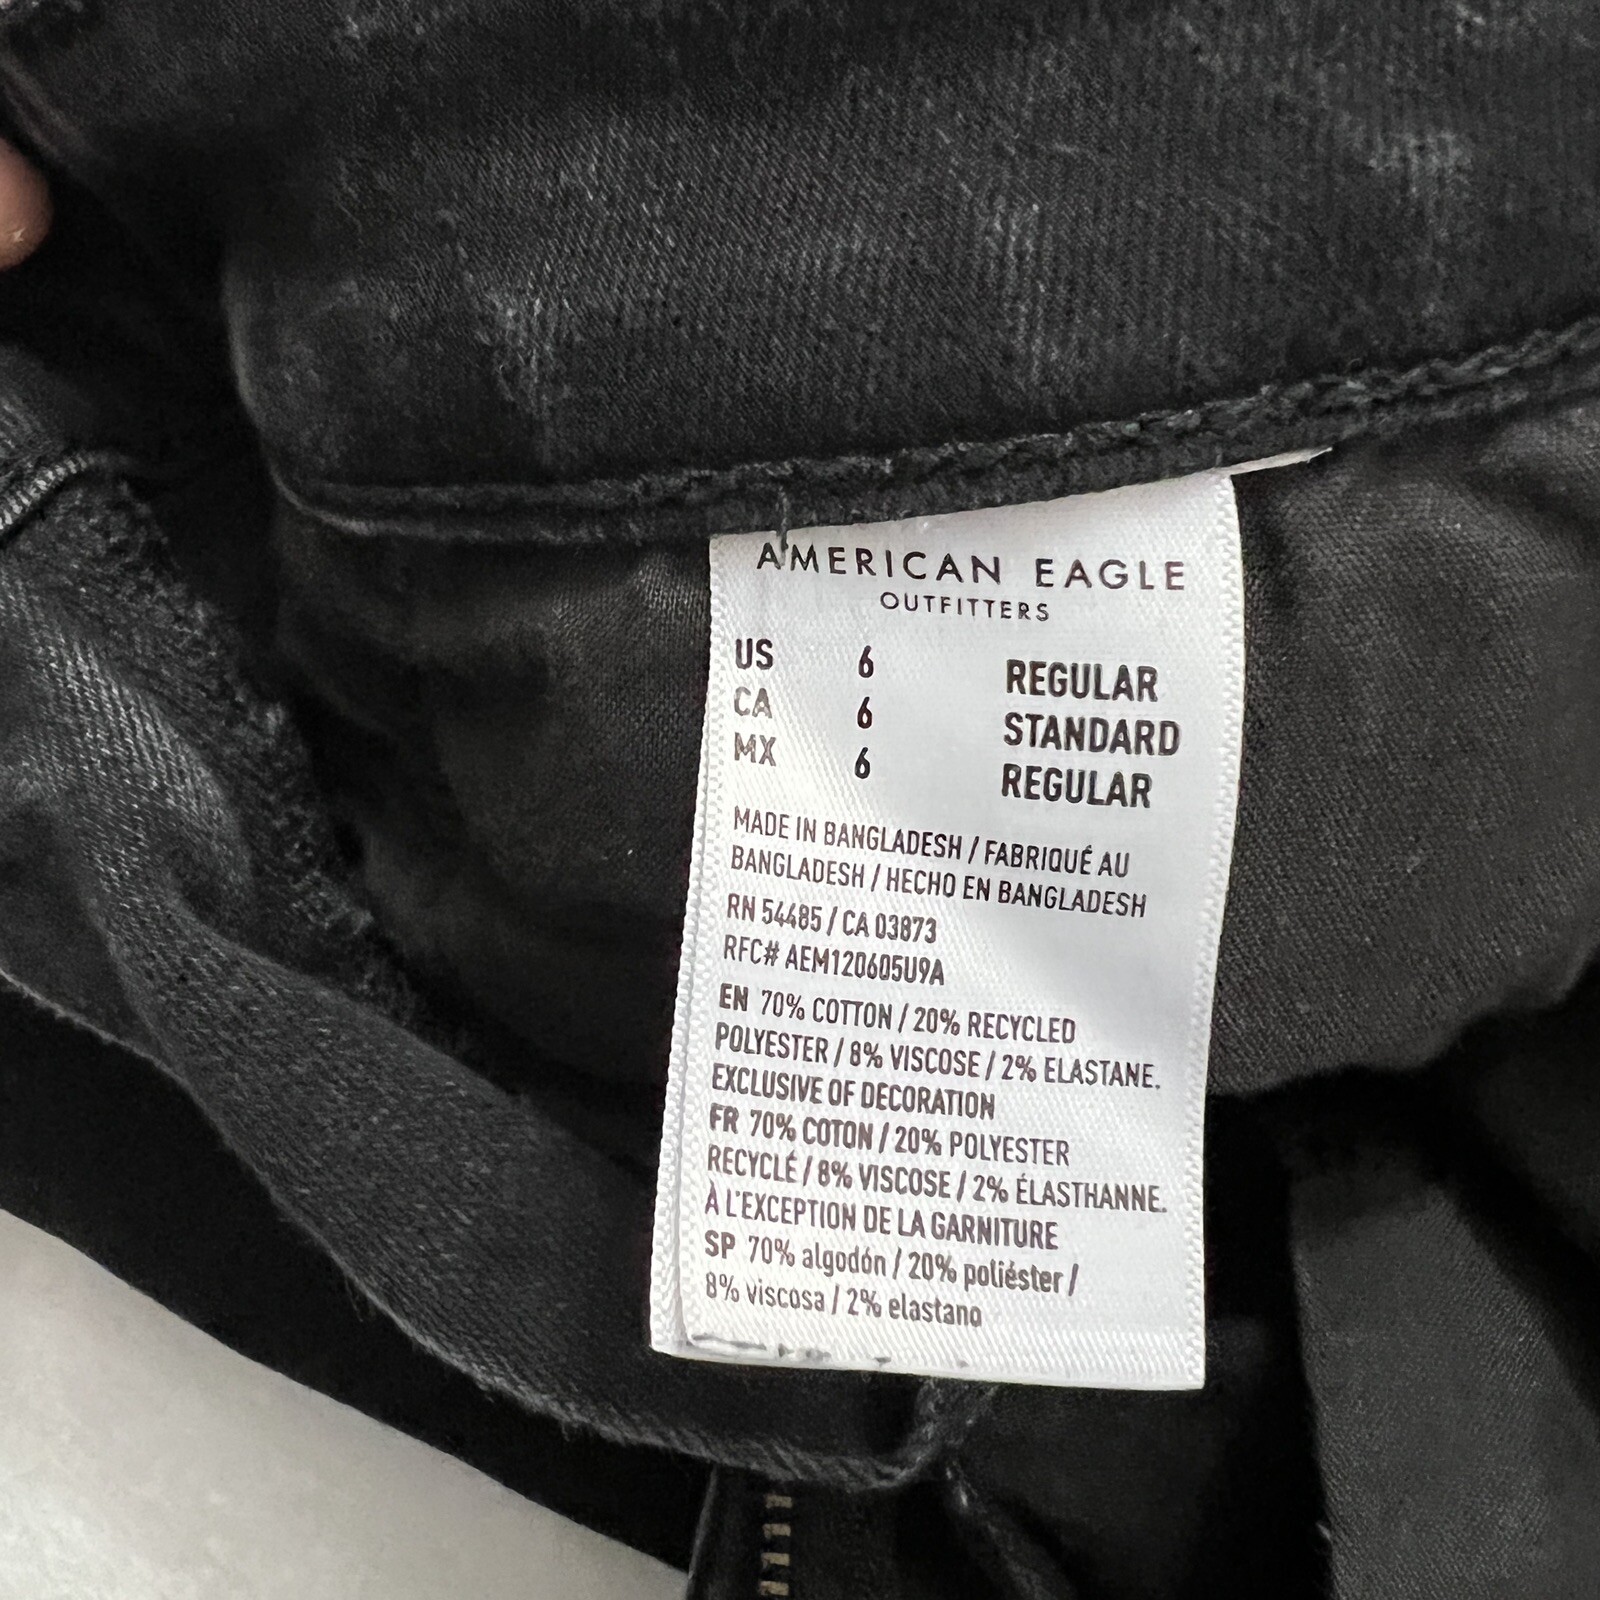 AMERICAN EAGLE
OUTFITTERS
US 6 REGULAR
CA 6 STANDARD
MX 6 REGULAR
MADE IN BANGLADESH / FABRIQUÉ AU
BANGLADESH / HECHO EN BANGLADESH
RN 54485 / CA 03873
RFC# AEM120605U9A
EN 70% COTTON / 20% RECYCLED
POLYESTER / 8% VISCOSE / 2% ELASTANE.
EXCLUSIVE OF DECORATION
FR 70% COTON / 20% POLYESTER
RECYCLÉ / 8% VISCOSE / 2% ÉLASTHANNE.
À L'EXCEPTION DE LA GARNITURE
SP 70% algodón / 20% poliéster /
8% viscosa / 2% elastano